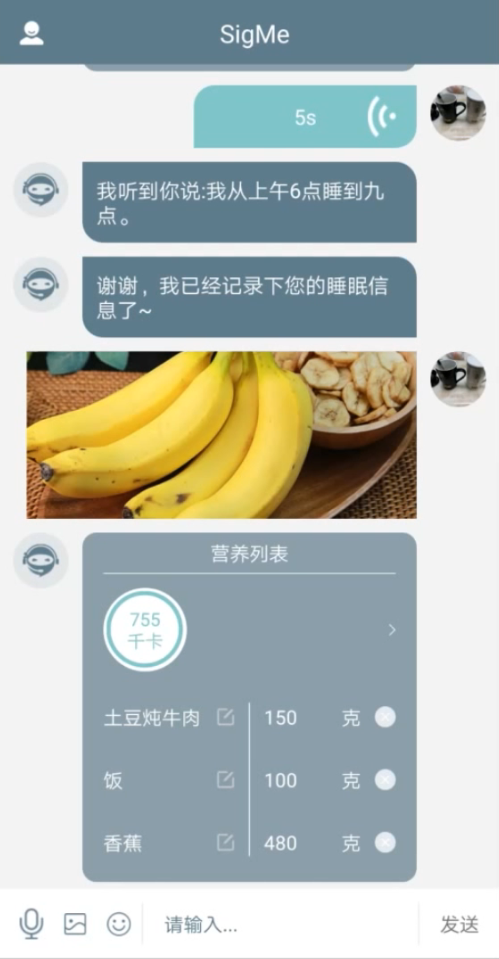 SigMe
5s
我听到你说:我从上午6点睡到九
点。
谢谢，我已经记录下您的睡眠信
息了~
营养列表
755
千卡
土豆炖牛肉 150 克
饭 100 克
香蕉 480 克
请输入... 发送